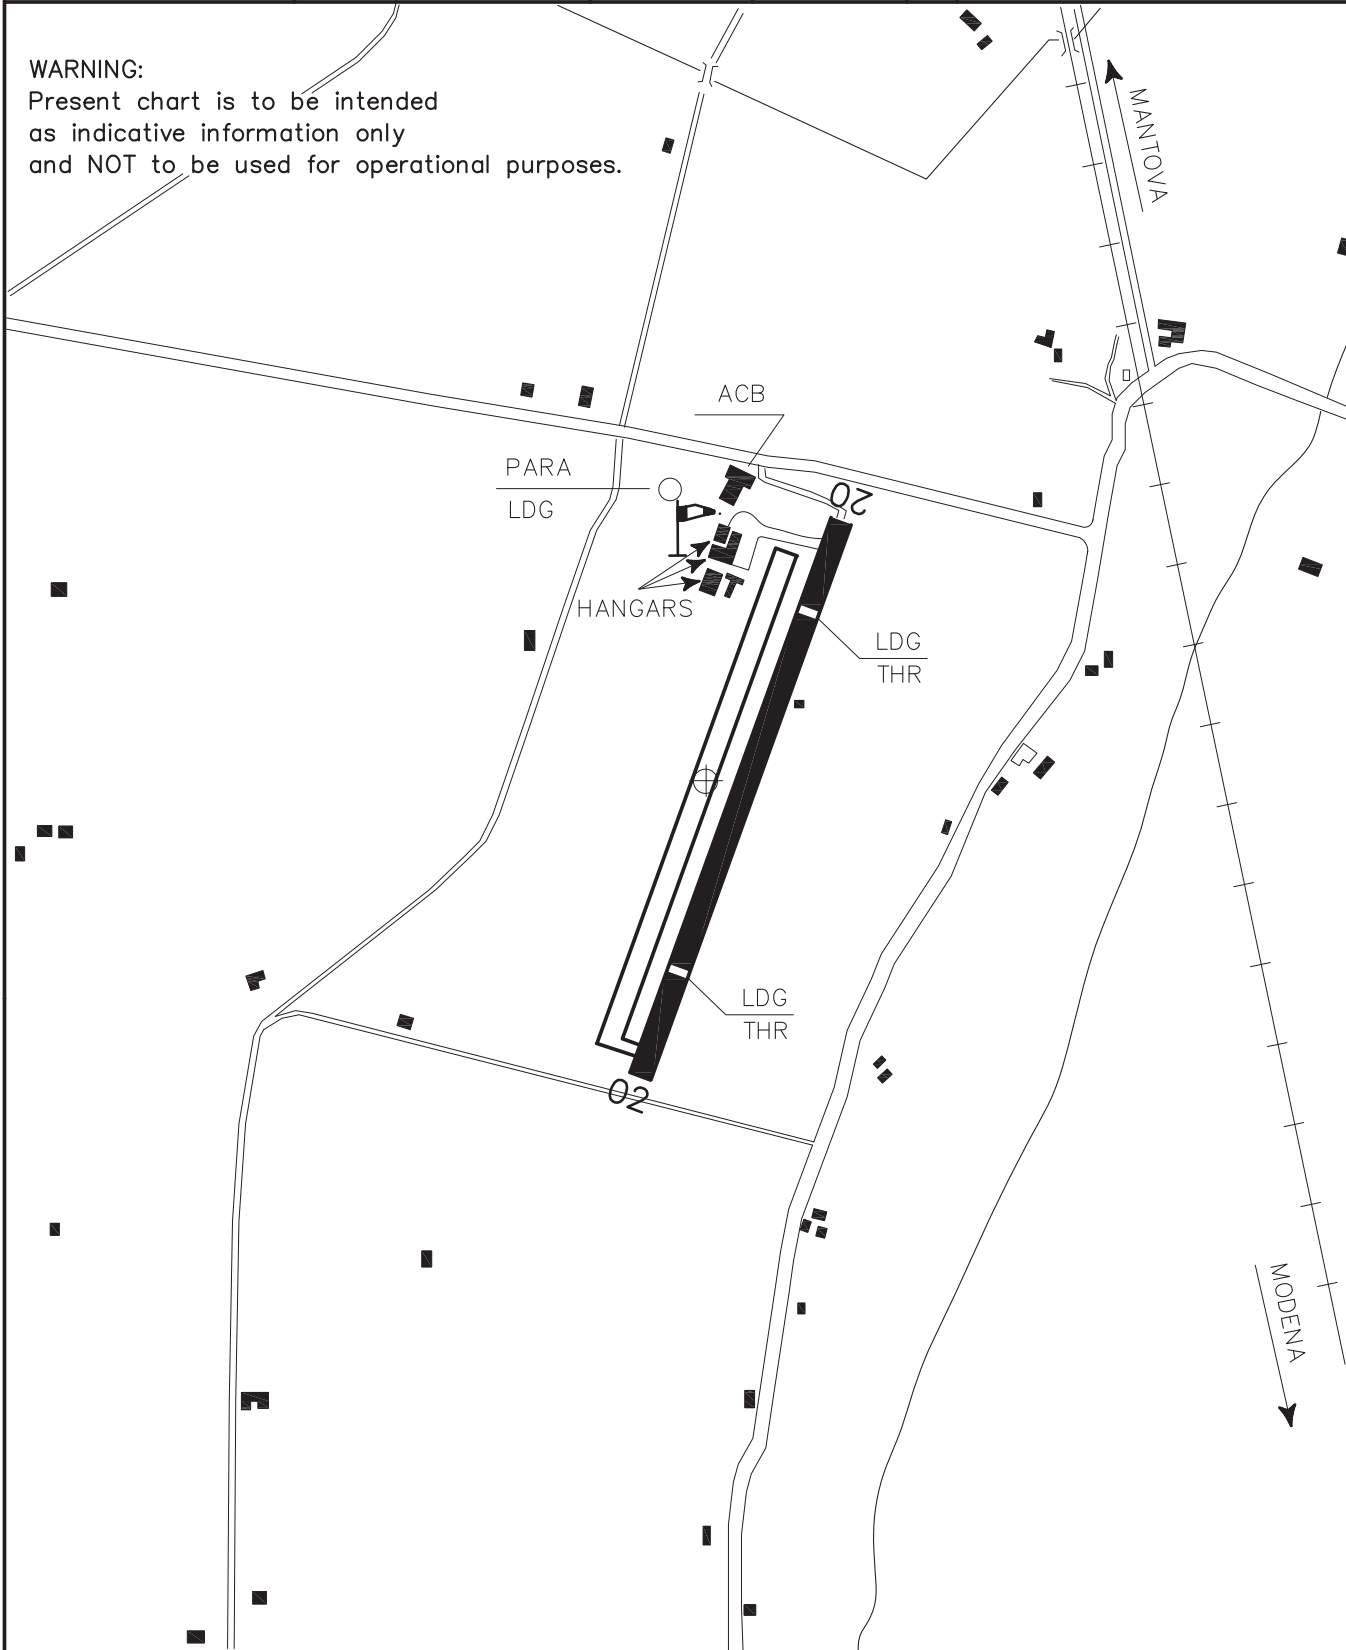 WARNING:
Present chart is to be intended
as indicative information only
and NOT to be used for operational purposes.
MANTOVA
ACB
PARA
LDG
20
HANGARS
LDG
THR
LDG
THR
02
MODENA